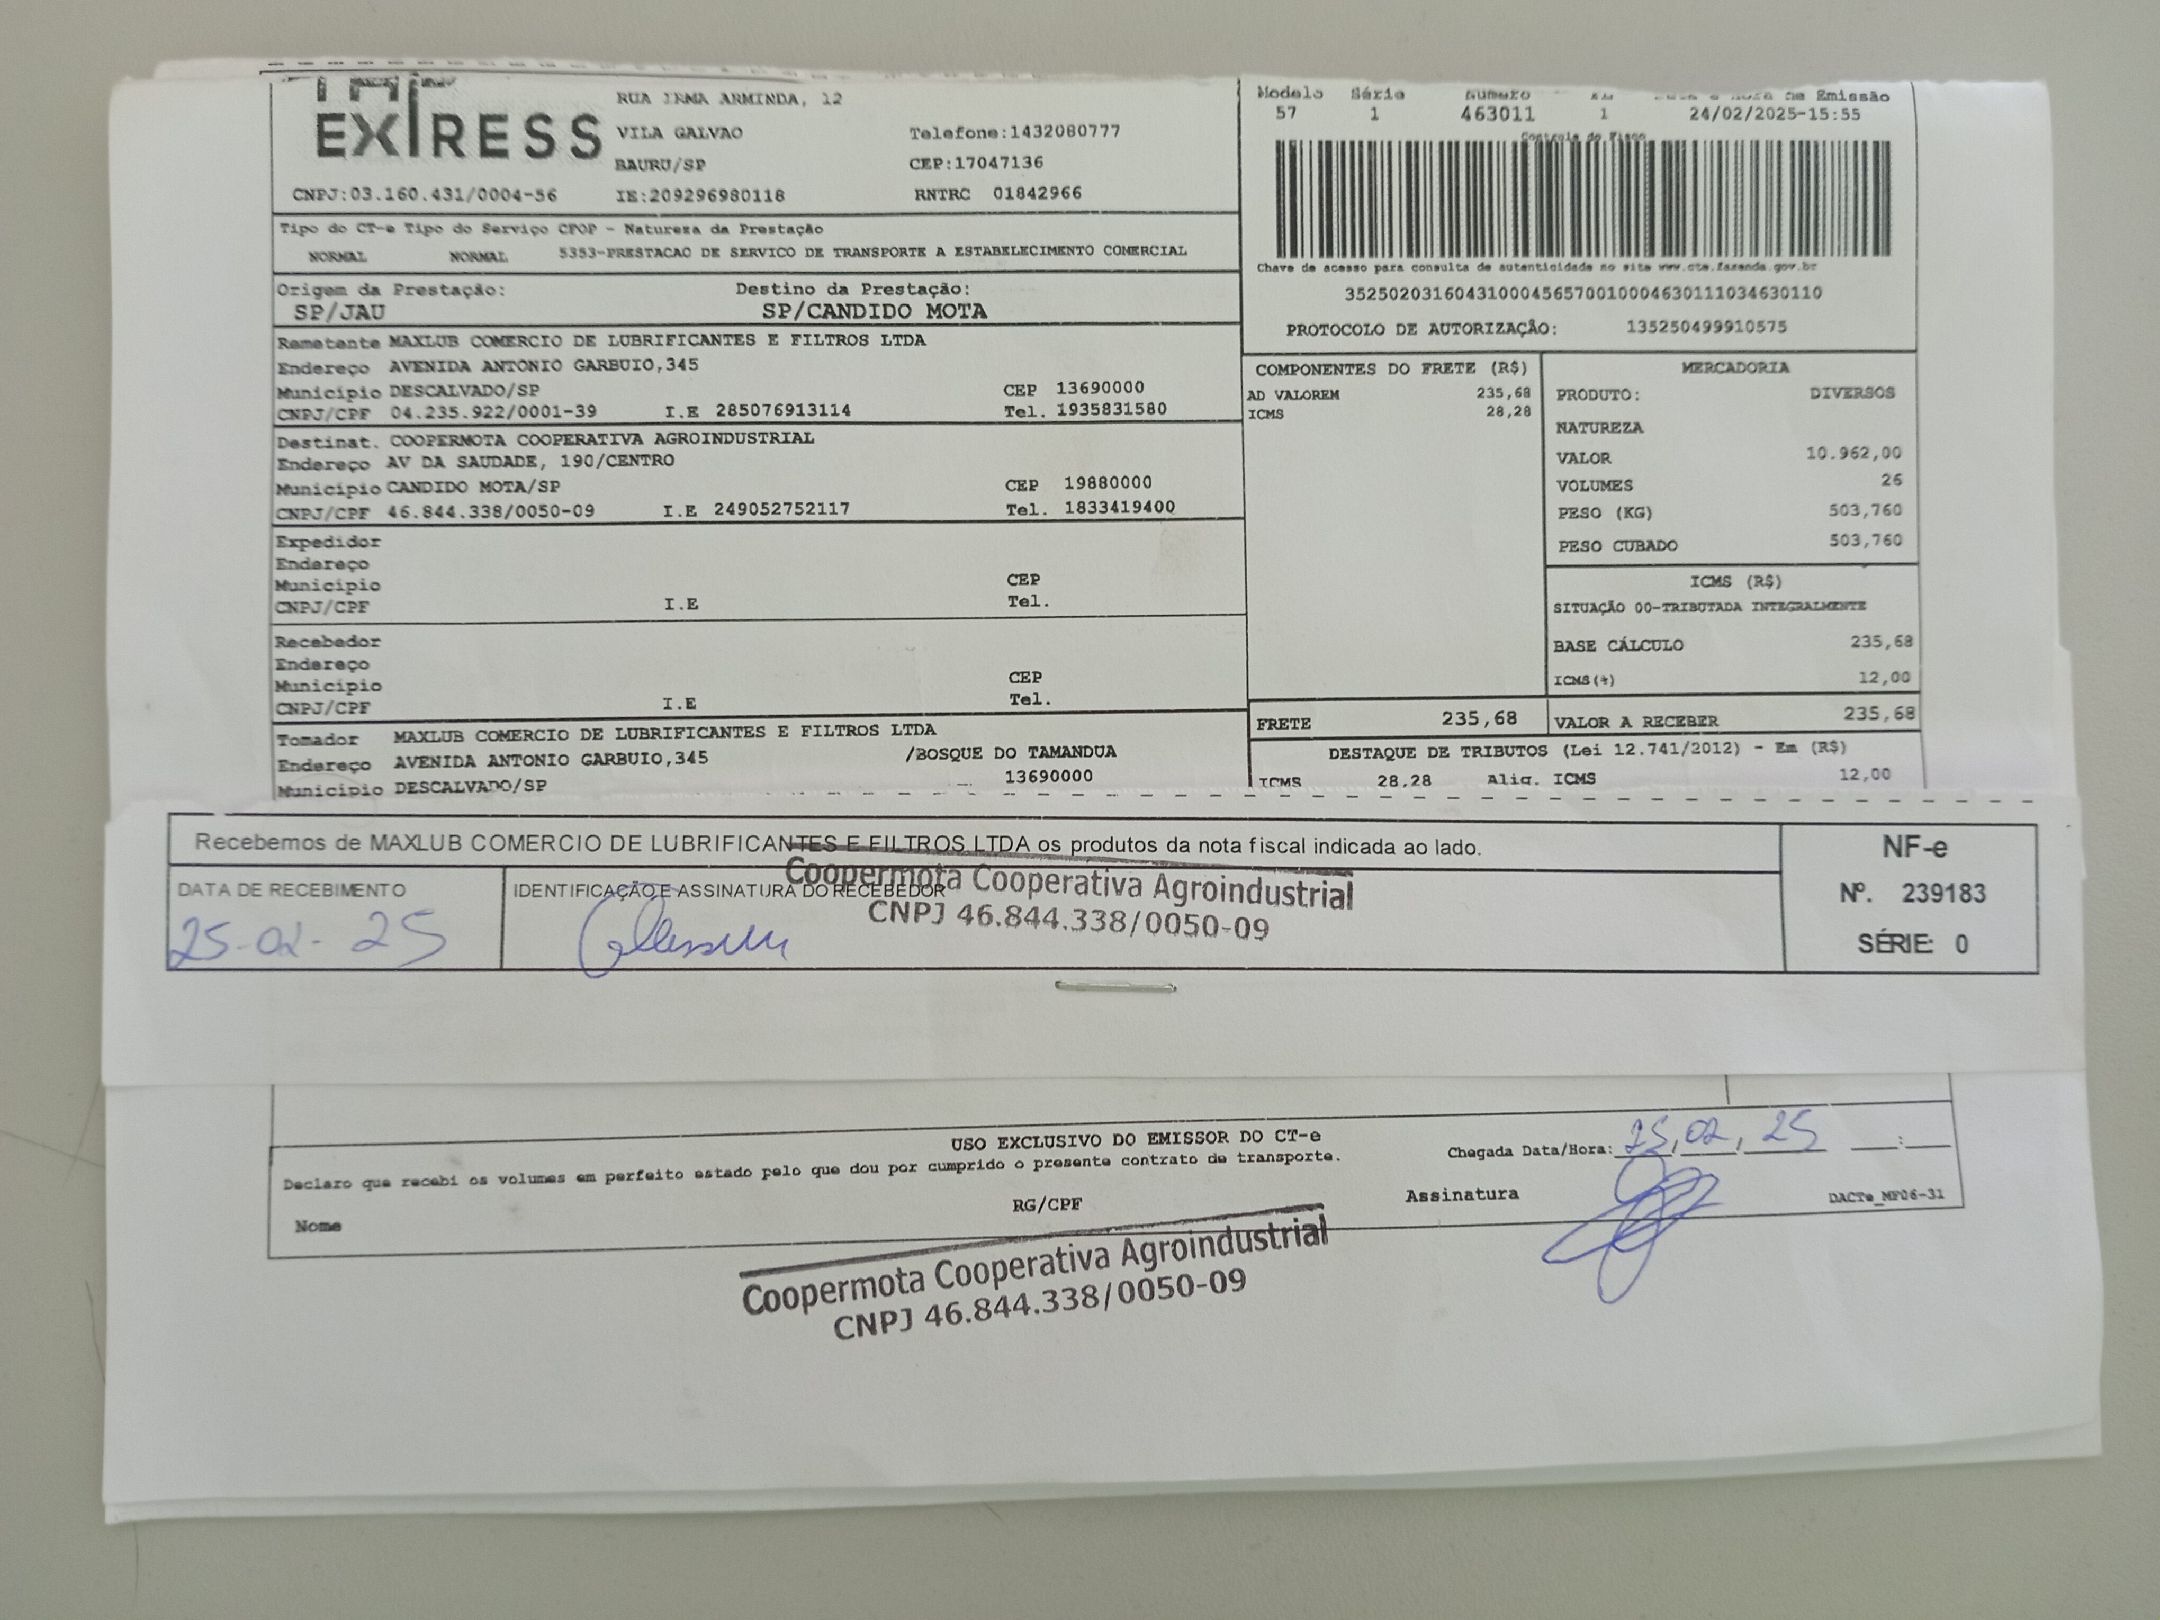 EXPRESS
RUA IRMA ARMINDA, 12
VILA GALVAO Telefone:1432080777
BAURU/SP CEP:17047136
CNPJ:03.160.431/0004-56 IE:209296980118 RNTRC 01842966
Modelo Série Número Emissão
57 1 463011 1 24/02/2025-15:55
Controle do Fisco
Chave de acesso para consulta de autenticidade no site www.cte.fazenda.gov.br
35250203160431000456570010004630111034630110
PROTOCOLO DE AUTORIZAÇÃO: 135250499910575
Tipo do CT-e Tipo do Serviço CFOP - Natureza da Prestação
NORMAL NORMAL 5353-PRESTACAO DE SERVICO DE TRANSPORTE A ESTABELECIMENTO COMERCIAL
Origem da Prestação: Destino da Prestação:
SP/JAU SP/CANDIDO MOTA
Remetente MAXLUB COMERCIO DE LUBRIFICANTES E FILTROS LTDA
Endereço AVENIDA ANTONIO GARBUIO,345
Município DESCALVADO/SP CEP 13690000
CNPJ/CPF 04.235.922/0001-39 I.E 285076913114 Tel. 1935831580
Destinat. COOPERMOTA COOPERATIVA AGROINDUSTRIAL
Endereço AV DA SAUDADE, 190/CENTRO
Município CANDIDO MOTA/SP CEP 19880000
CNPJ/CPF 46.844.338/0050-09 I.E 249052752117 Tel. 1833419400
Expedidor
Endereço
Município CEP
CNPJ/CPF I.E Tel.
Recebedor
Endereço
Município CEP
CNPJ/CPF I.E Tel.
Tomador MAXLUB COMERCIO DE LUBRIFICANTES E FILTROS LTDA
Endereço AVENIDA ANTONIO GARBUIO,345 /BOSQUE DO TAMANDUA
Município DESCALVADO/SP 13690000
COMPONENTES DO FRETE (R$)
AD VALOREM 235,68
ICMS 28,28
MERCADORIA
PRODUTO: DIVERSOS
NATUREZA
VALOR 10.962,00
VOLUMES 26
PESO (KG) 503,760
PESO CUBADO 503,760
ICMS (R$)
SITUAÇÃO 00-TRIBUTADA INTEGRALMENTE
BASE CÁLCULO 235,68
ICMS(%) 12,00
FRETE 235,68 VALOR A RECEBER 235,68
DESTAQUE DE TRIBUTOS (Lei 12.741/2012) - Em (R$)
ICMS 28,28 Aliq. ICMS 12,00
Recebemos de MAXLUB COMERCIO DE LUBRIFICANTES E FILTROS LTDA os produtos da nota fiscal indicada ao lado.
DATA DE RECEBIMENTO IDENTIFICAÇÃO E ASSINATURA DO RECEBEDOR
25-02-25
Coopermota Cooperativa Agroindustrial
CNPJ 46.844.338/0050-09
NF-e
Nº. 239183
SÉRIE: 0
USO EXCLUSIVO DO EMISSOR DO CT-e
Declaro que recebi os volumes em perfeito estado pelo que dou por cumprido o presente contrato de transporte.
Chegada Data/Hora: 25,02,25 :
Nome RG/CPF Assinatura DACTe_MP06-31
Coopermota Cooperativa Agroindustrial
CNPJ 46.844.338/0050-09